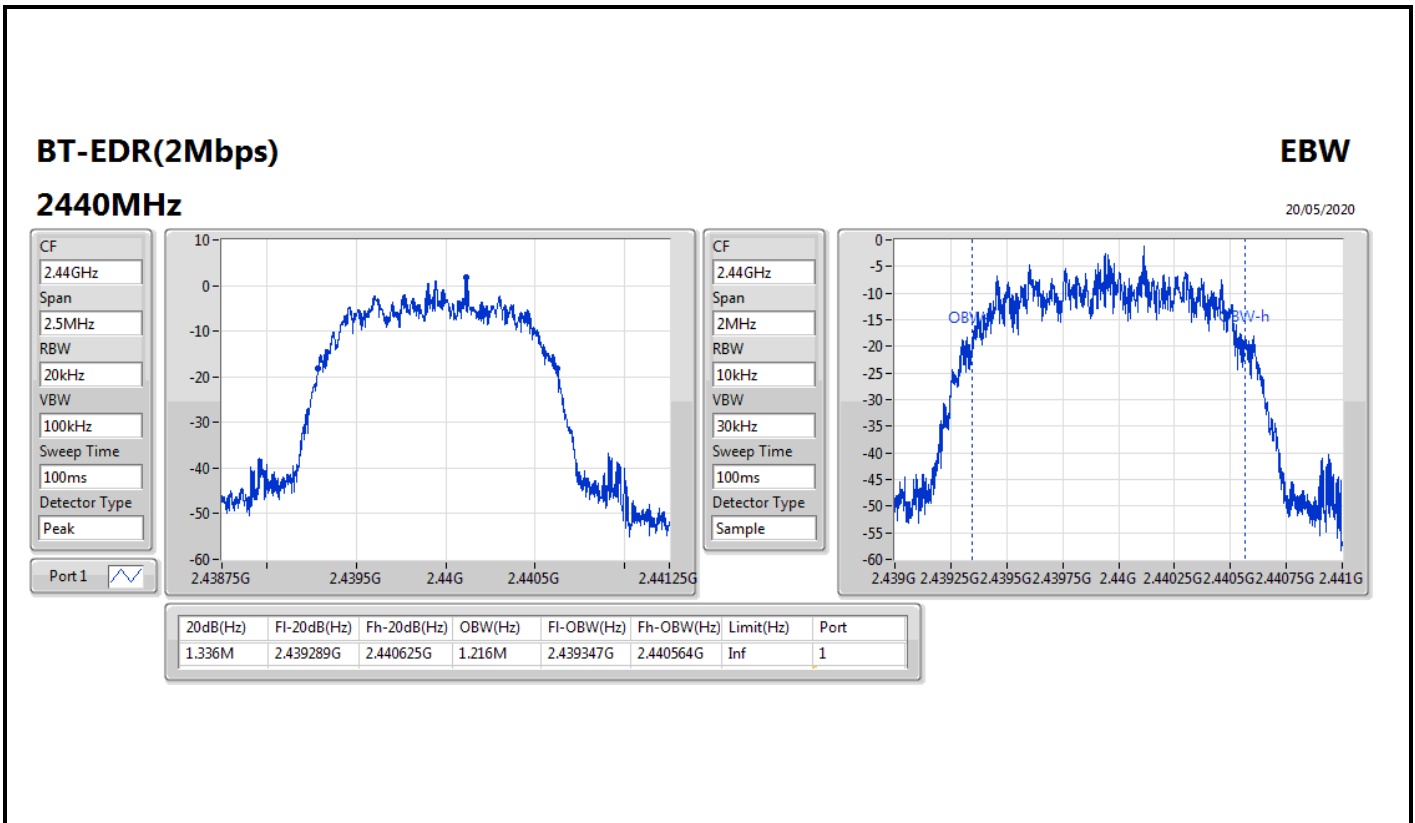 BT-EDR(2Mbps)
EBW
2440MHz
20/05/2020
CF
2.44GHz
Span
2.5MHz
RBW
20kHz
VBW
100kHz
Sweep Time
100ms
Detector Type
Peak
Port 1
10
0
-10
-20
-30
-40
-50
-60
2.43875G 2.4395G 2.44G 2.4405G 2.44125G
CF
2.44GHz
Span
2MHz
RBW
10kHz
VBW
30kHz
Sweep Time
100ms
Detector Type
Sample
0
-5
-10
-15
-20
-25
-30
-35
-40
-45
-50
-55
-60
OBW-h
2.439G 2.43925G 2.4395G 2.43975G 2.44G 2.44025G 2.4405G 2.44075G 2.441G
20dB(Hz) Fl-20dB(Hz) Fh-20dB(Hz) OBW(Hz) Fl-OBW(Hz) Fh-OBW(Hz) Limit(Hz) Port
1.336M 2.439289G 2.440625G 1.216M 2.439347G 2.440564G Inf 1